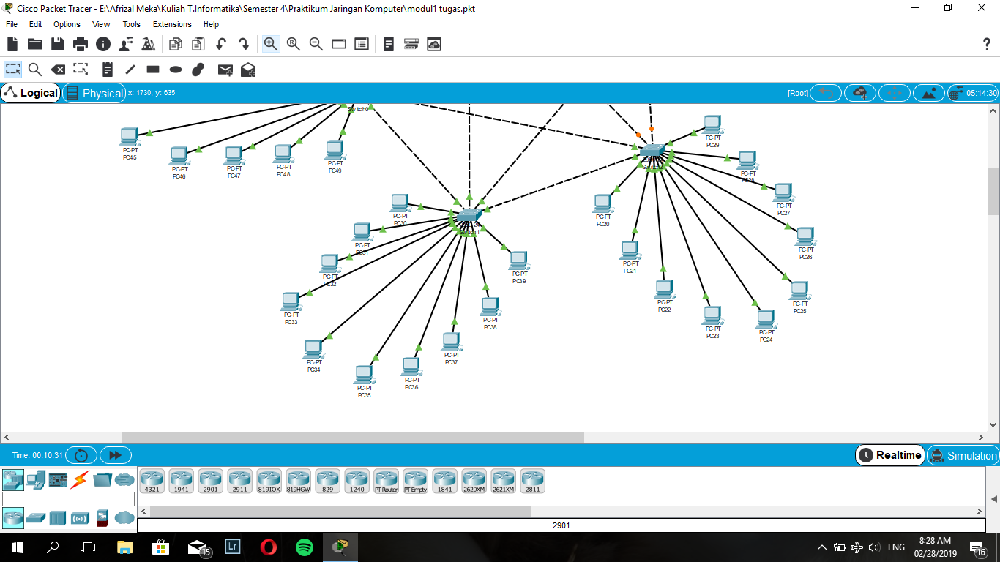 Cisco Packet Tracer - E:\Afrizal Meka\Kuliah T.Informatika\Semester 4\Praktikum Jaringan Komputer\modul1 tugas.pkt
File Edit Options View Tools Extensions Help
Logical Physical x: 1730, y: 635 [Root] 05:14:30
Switch0
PC-PT
PC45
PC-PT
PC46
PC-PT
PC47
PC-PT
PC48
PC-PT
PC49
PC-PT
PC29
PC-PT
PC28
PC-PT
PC27
PC-PT
PC26
PC-PT
PC25
PC-PT
PC24
PC-PT
PC23
PC-PT
PC22
PC-PT
PC21
PC-PT
PC20
PC-PT
PC30
PC-PT
PC31
PC-PT
PC32
PC-PT
PC33
PC-PT
PC34
PC-PT
PC35
PC-PT
PC36
PC-PT
PC37
PC-PT
PC38
PC-PT
PC39
Switch1
Time: 00:10:31 Realtime Simulation
4321 1941 2901 2911 819IOX 819HGW 829 1240 PT-Router PT-Empty 1841 2620XM 2621XM 2811
2901
Lr 15 ENG 8:28 AM
02/28/2019 16